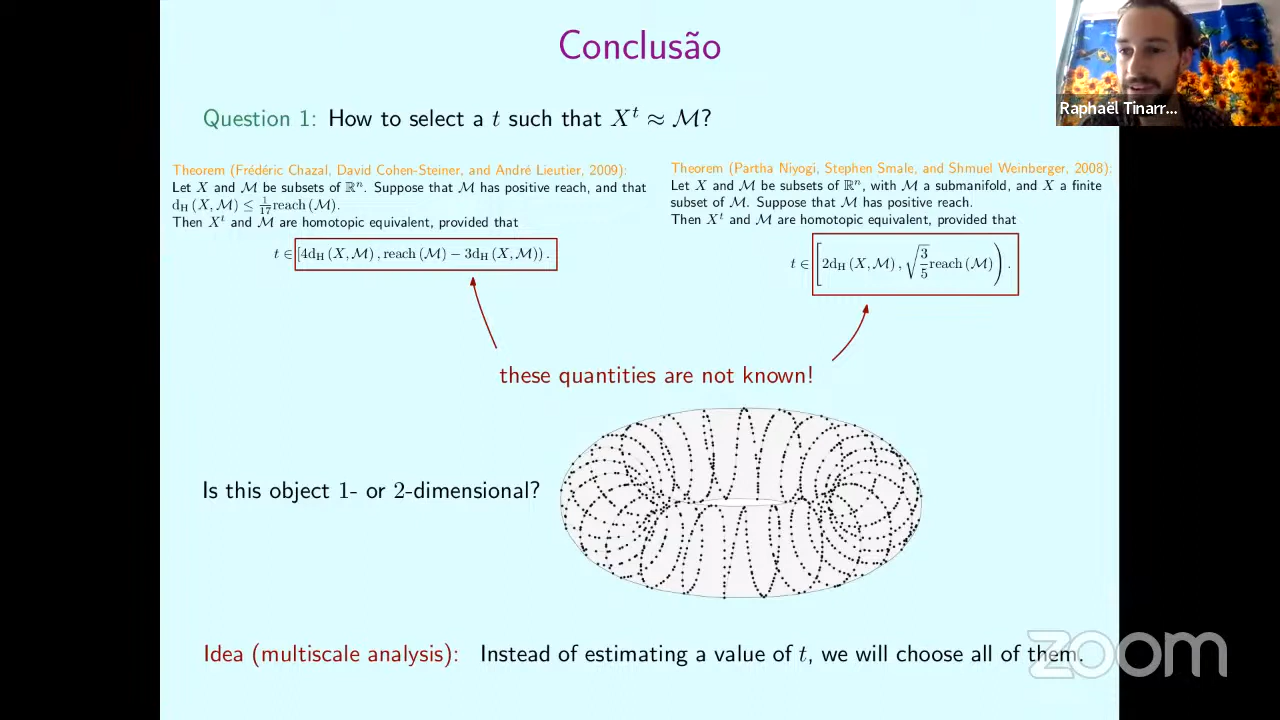 Conclusão
Question 1: How to select a t such that X^t ≈ ℳ?
Theorem (Frédéric Chazal, David Cohen-Steiner, and André Lieutier, 2009):
Let X and ℳ be subsets of ℝⁿ. Suppose that ℳ has positive reach, and that
d_H (X, ℳ) ≤ 1/17 reach (ℳ).
Then X^t and ℳ are homotopic equivalent, provided that
t ∈ [4d_H (X, ℳ) , reach (ℳ) − 3d_H (X, ℳ)) .
Theorem (Partha Niyogi, Stephen Smale, and Shmuel Weinberger, 2008):
Let X and ℳ be subsets of ℝⁿ, with ℳ a submanifold, and X a finite
subset of ℳ. Suppose that ℳ has positive reach.
Then X^t and ℳ are homotopic equivalent, provided that
t ∈ [2d_H (X, ℳ) , √(3/5) reach (ℳ)) .
these quantities are not known!
Is this object 1- or 2-dimensional?
Idea (multiscale analysis): Instead of estimating a value of t, we will choose all of them.
Raphaël Tinarr...
zoom